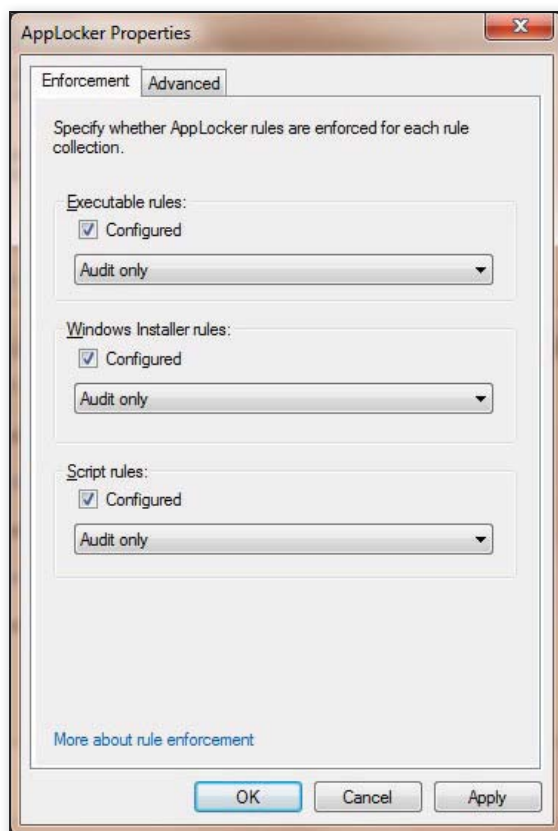 AppLocker Properties
Enforcement
Advanced
Specify whether AppLocker rules are enforced for each rule
collection.
Executable rules:
Configured
Audit only
Windows Installer rules:
Configured
Audit only
Script rules:
Configured
Audit only
More about rule enforcement
OK
Cancel
Apply